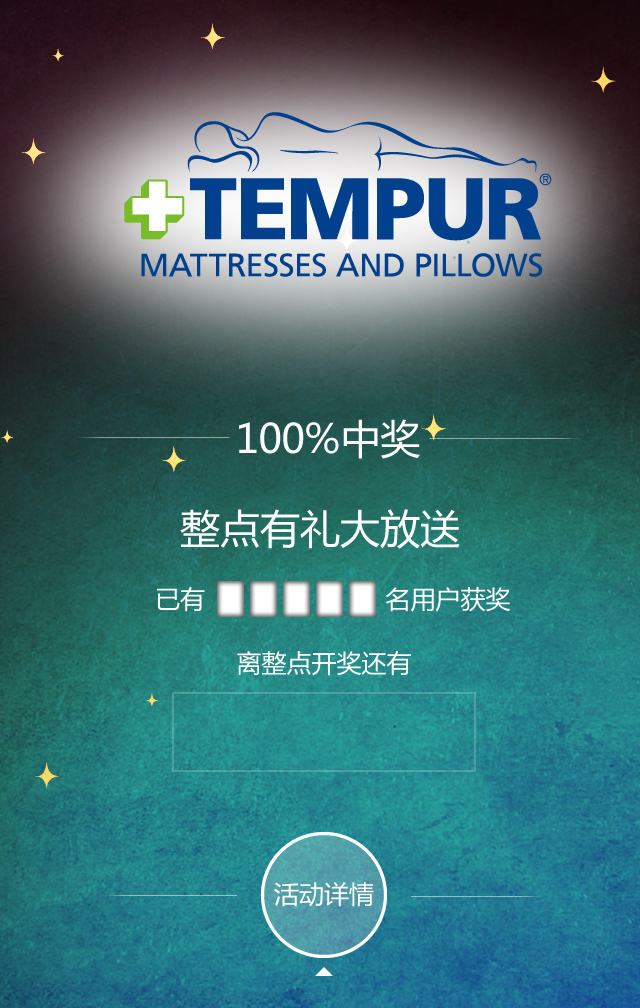 TEMPUR®
MATTRESSES AND PILLOWS
100%中奖
整点有礼大放送
已有 名用户获奖
离整点开奖还有
活动详情